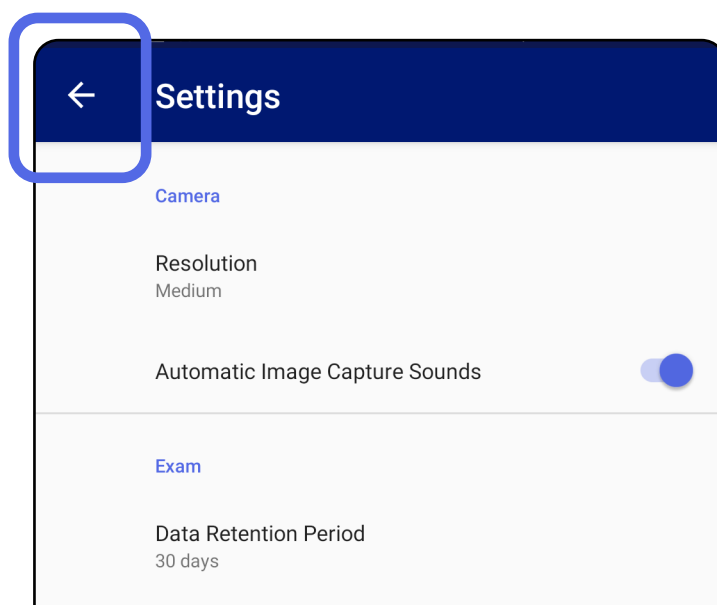 Settings
Camera
Resolution
Medium
Automatic Image Capture Sounds
Exam
Data Retention Period
30 days